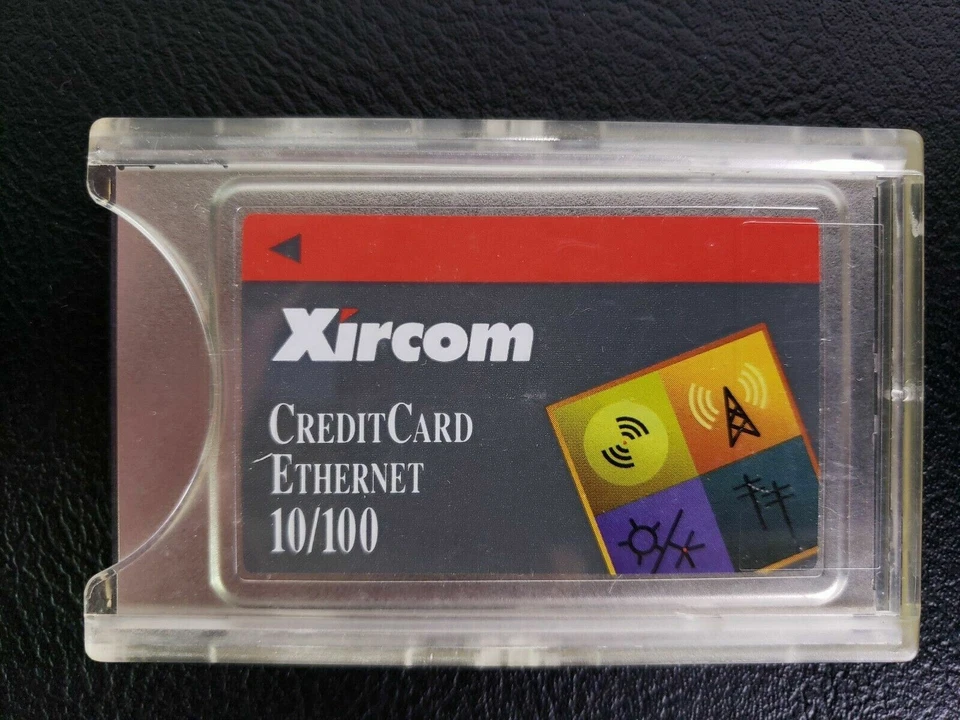 Xircom
CREDITCARD
ETHERNET
10/100